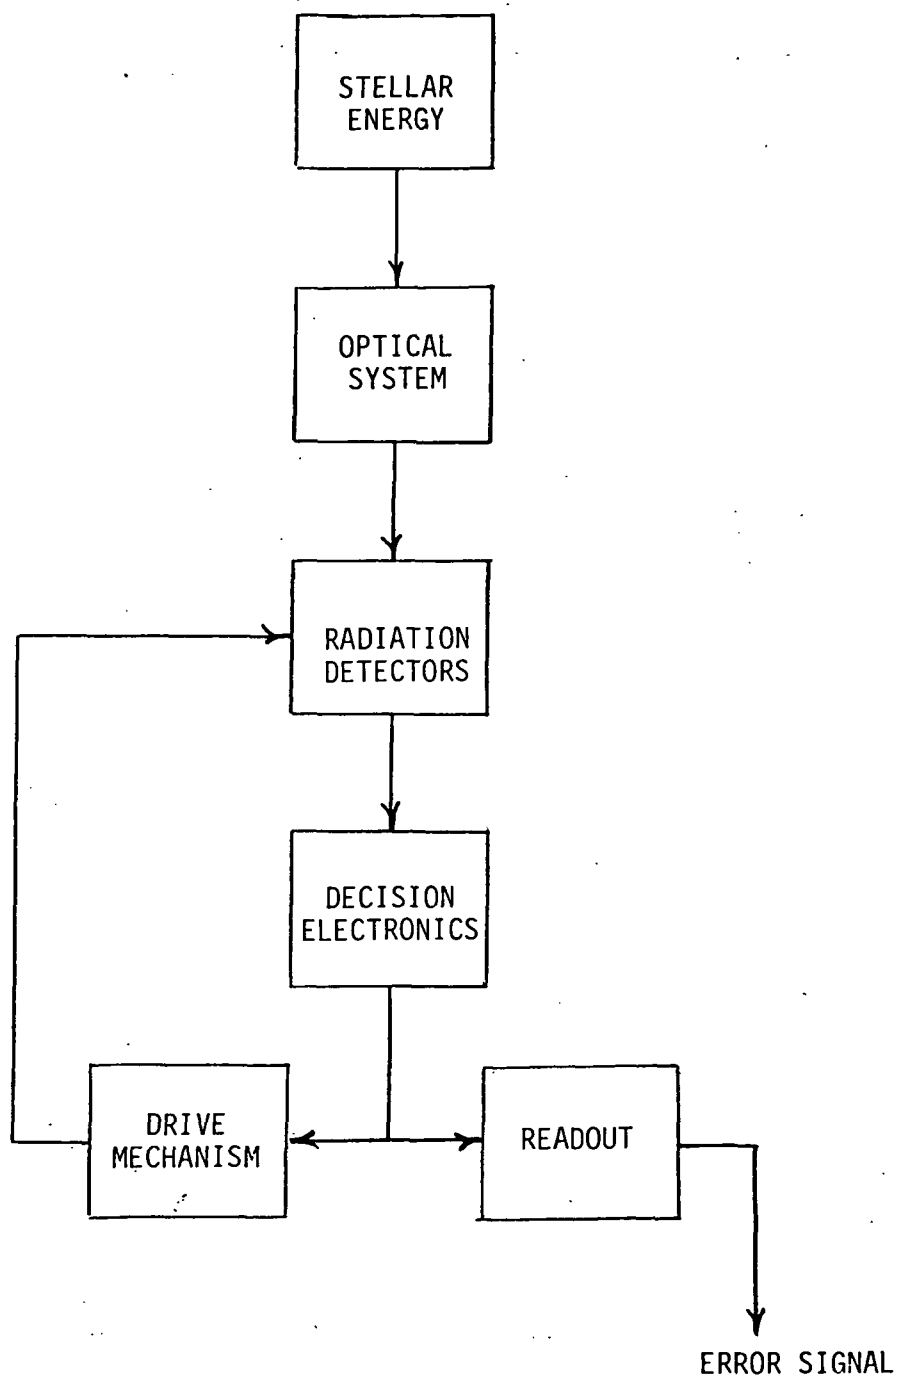 STELLAR
ENERGY
OPTICAL
SYSTEM
RADIATION
DETECTORS
DECISION
ELECTRONICS
DRIVE
MECHANISM
READOUT
ERROR SIGNAL